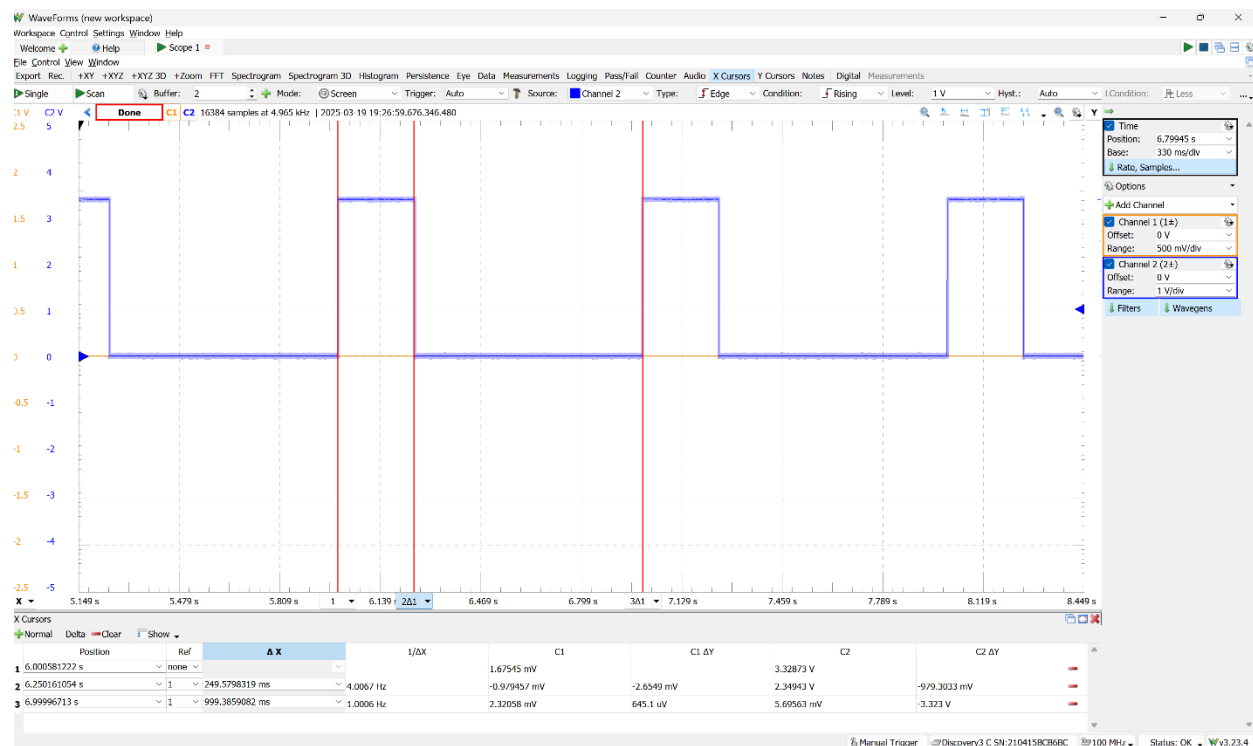 WaveForms (new workspace)
Workspace Control Settings Window Help
Welcome Help Scope 1
File Control View Window
Export Rec. +XY +XYZ +XYZ 3D +Zoom FFT Spectrogram Spectrogram 3D Histogram Persistence Eye Data Measurements Logging Pass/Fail Counter Audio X Cursors Y Cursors Notes Digital Measurements
Single Scan Buffer: 2 Mode: Screen Trigger: Auto Source: Channel 2 Type: Edge Condition: Rising Level: 1 V Hyst.: Auto LCondition: Less ...
C1 V C2 V Done C1 C2 16384 samples at 4.965 kHz | 2025-03-19 19:26:59.676.346.480 Y
2.5 5
2 4
1.5 3
1 2
0.5 1
0 0
-0.5 -1
-1 -2
-1.5 -3
-2 -4
-2.5 -5
X 5.149 s 5.479 s 5.809 s 1 6.139 s 2Δ1 6.469 s 6.799 s 3Δ1 7.129 s 7.459 s 7.789 s 8.119 s 8.449 s
Time
Position: 6.79945 s
Base: 330 ms/div
Rate, Samples...
Options
Add Channel
Channel 1 (1±)
Offset: 0 V
Range: 500 mV/div
Channel 2 (2±)
Offset: 0 V
Range: 1 V/div
Filters Wavegens
X Cursors
Normal Delta Clear Show
Position Ref Δ X 1/ΔX C1 C1 ΔY C2 C2 ΔY
1 6.000581222 s none 1.67545 mV 3.32873 V
2 6.250161054 s 1 249.5798319 ms 4.0067 Hz -0.979457 mV -2.6549 mV 2.34943 V -979.3033 mV
3 6.99996713 s 1 999.3859082 ms 1.0006 Hz 2.32058 mV 645.1 uV 5.69563 mV -3.323 V
Manual Trigger Discovery3 C SN:210415BCB6BC 100 MHz Status: OK v3.23.4